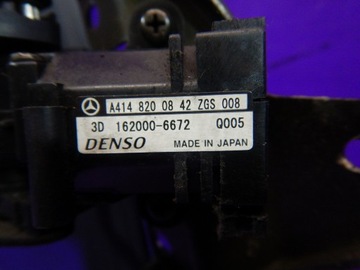 A414 820 08 42 ZGS 008
3D 162000-6672 Q005
DENSO MADE IN JAPAN